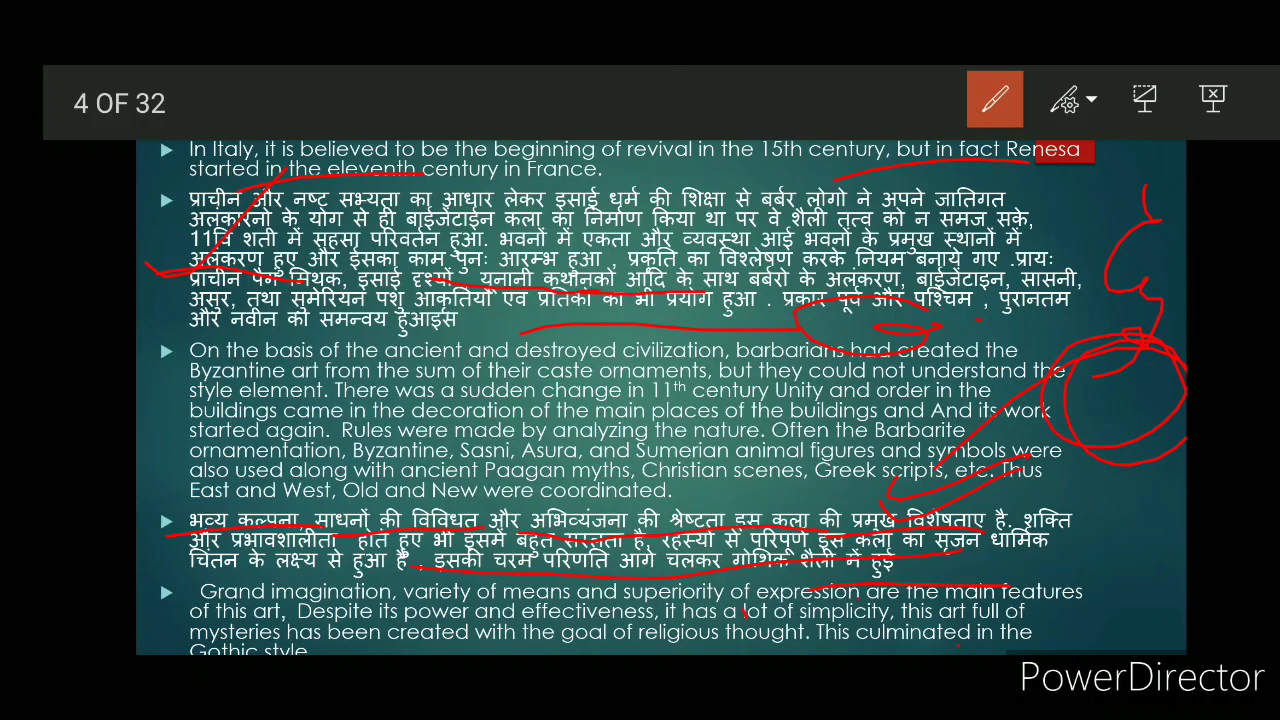 4 OF 32
In Italy, it is believed to be the beginning of revival in the 15th century, but in fact Renesa
started in the eleventh century in France.
प्राचीन और नष्ट सभ्यता का आधार लेकर इसाई धर्म की शिक्षा से बर्बर लोगो ने अपने जातिगत
अलंकारनो के योग से ही बाईजेंटाईन कला का निर्माण किया था पर वे शैली तत्व को न समज सके,
11वि शती में सहसा परिवर्तन हुआ. भवनों में एकता और व्यवस्था आई भवनों के प्रमुख स्थानों में
अलंकरण हुए और इसका काम पुनः आरम्भ हुआ , प्रकृति का विश्लेषण करके नियम बनाये गए .प्रायः
प्राचीन पेगन मिथक, इसाई दृश्यों , यूनानी कथानको आदि के साथ बर्बरो के अलंकरण, बाईजेंटाइन, सासनी,
असुर, तथा सुमेरियन पशु आकृतियों एवं प्रतिकों का भी प्रयोग हुआ . प्रकार पूर्व और पश्चिम , पुरानतम
और नवीन का समन्वय हुआइस
On the basis of the ancient and destroyed civilization, barbarians had created the
Byzantine art from the sum of their caste ornaments, but they could not understand the
style element. There was a sudden change in 11th century Unity and order in the
buildings came in the decoration of the main places of the buildings and And its work
started again. Rules were made by analyzing the nature. Often the Barbarite
ornamentation, Byzantine, Sasni, Asura, and Sumerian animal figures and symbols were
also used along with ancient Paagan myths, Christian scenes, Greek scripts, etc. Thus
East and West, Old and New were coordinated.
भव्य कल्पना, साधनों की विविधत और अभिव्यंजना की श्रेष्टता इस कला की प्रमुख विशेषताए है. शक्ति
और प्रभावशीलता होते हुए भी इसमें बहुत सरलता है, रहस्यों से परिपूर्ण इस कला का सृजन धार्मिक
चिंतन के लक्ष्य से हुआ है , इसकी चरम परिणति आगे चलकर गोथिक शैली में हुई
Grand imagination, variety of means and superiority of expression are the main features
of this art, Despite its power and effectiveness, it has a lot of simplicity, this art full of
mysteries has been created with the goal of religious thought. This culminated in the
Gothic style
PowerDirector